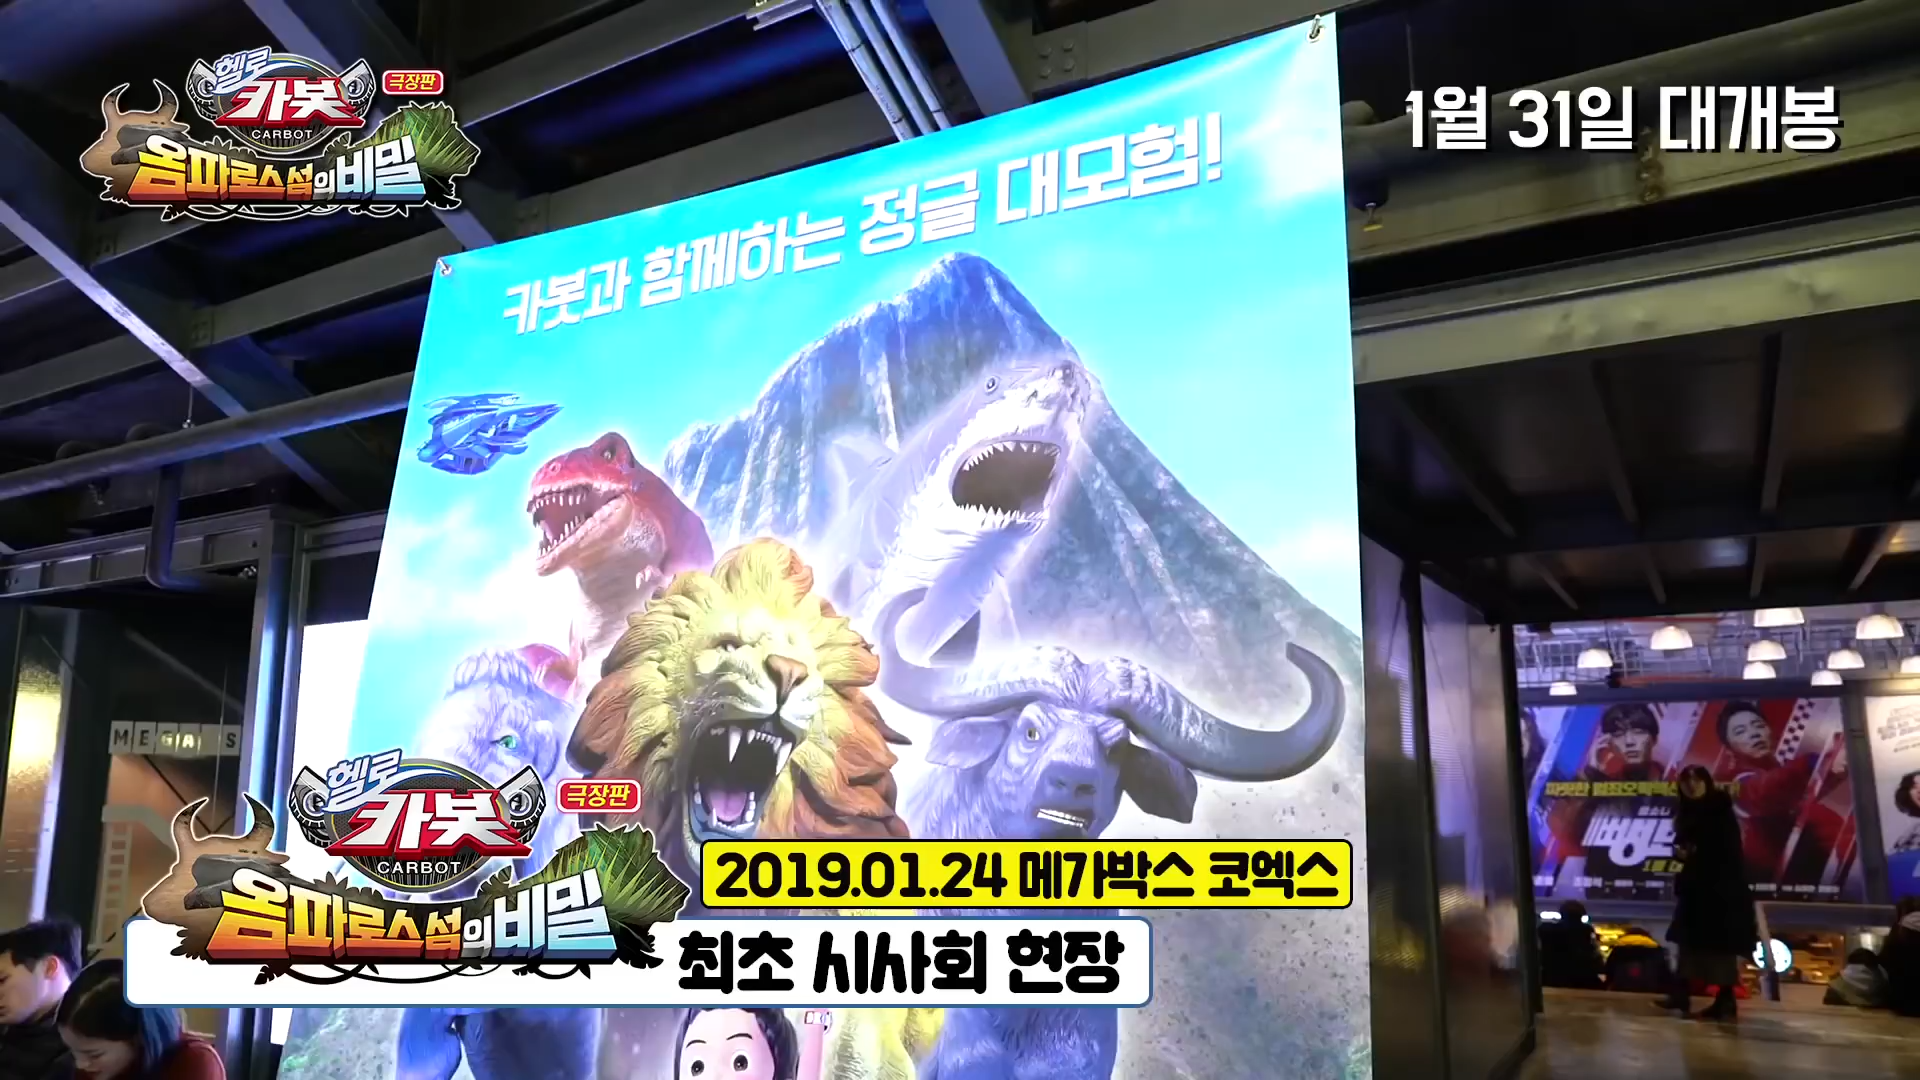 헬로
카봇
극장판
CARBOT
옴파로스 섬의 비밀
1월 31일 대개봉
카봇과 함께하는 정글 대모험!
MEGA
헬로
카봇
극장판
CARBOT
옴파로스 섬의 비밀
2019.01.24 메가박스 코엑스
최초 시사회 현장
뺑반